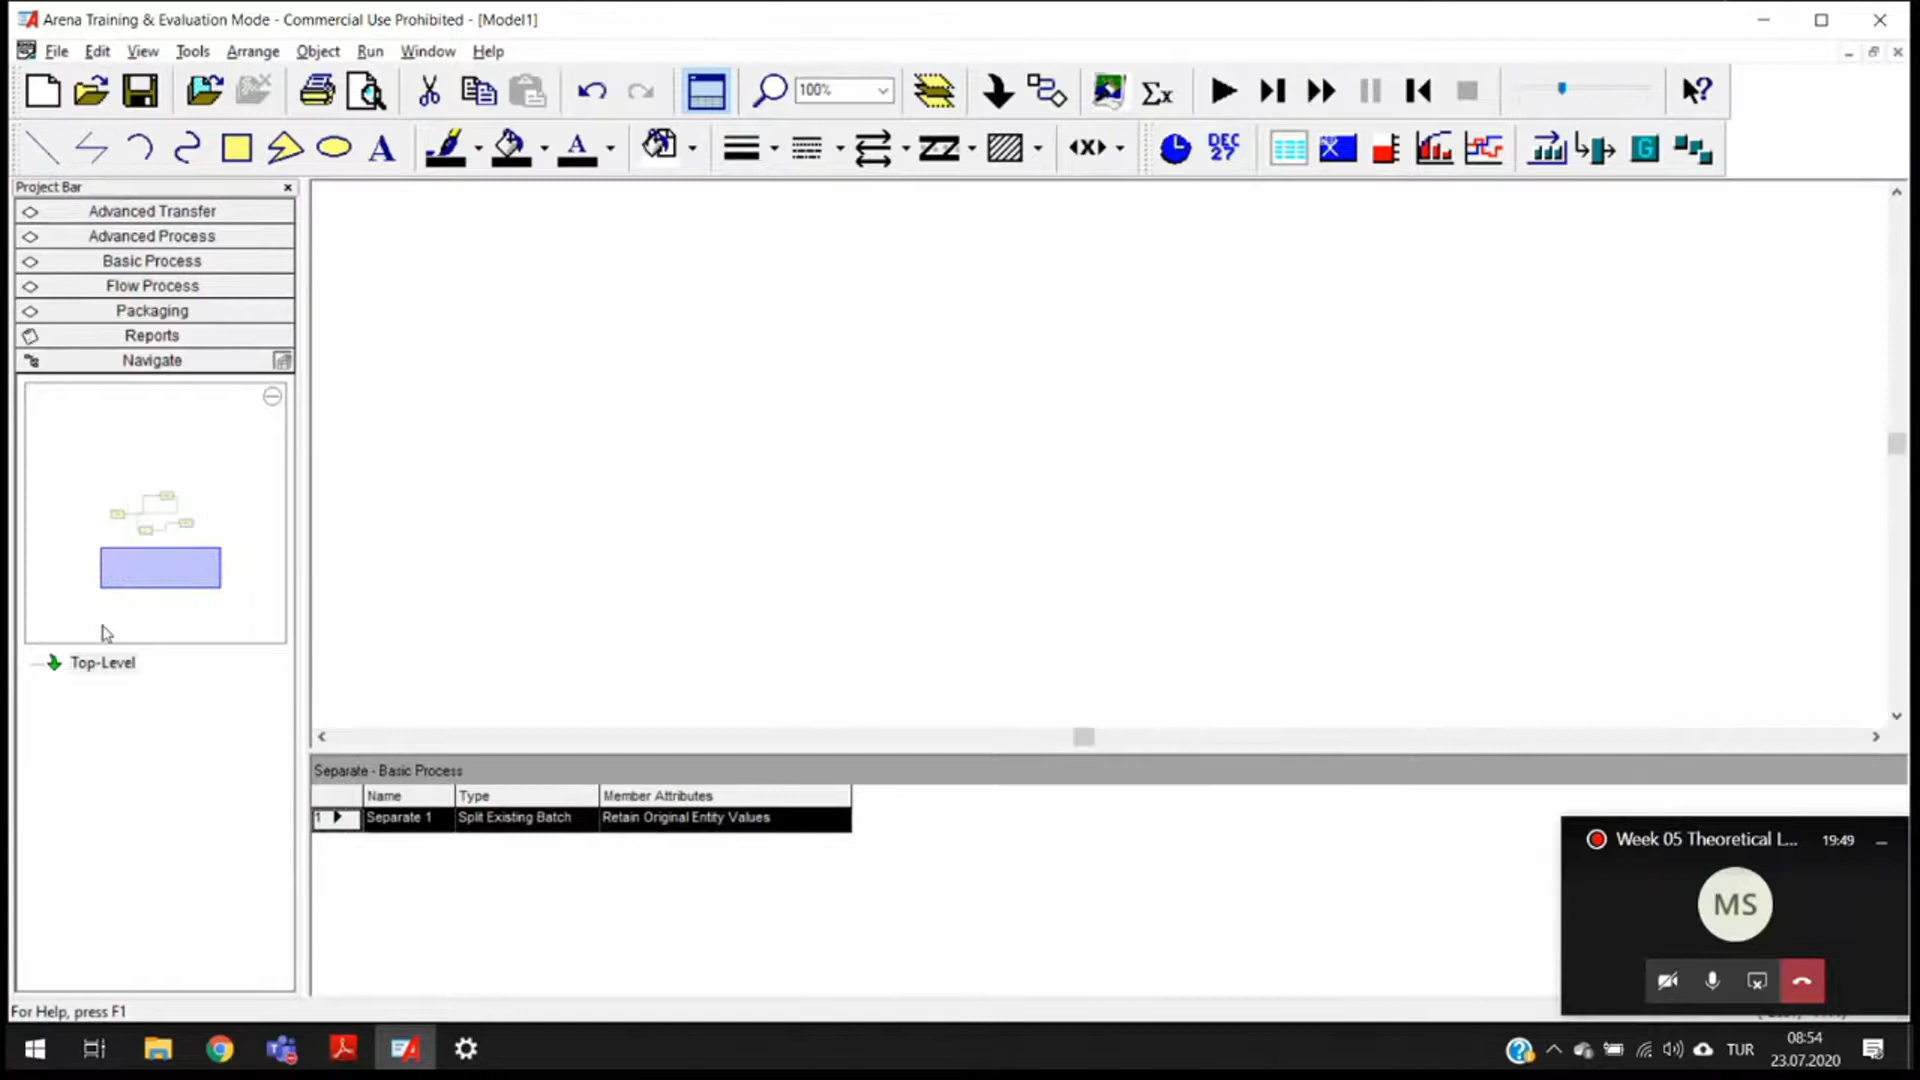 Arena Training & Evaluation Mode - Commercial Use Prohibited - [Model1]
File Edit View Tools Arrange Object Run Window Help
100%
Σx
A A <X> DEC 27 X G
Project Bar
Advanced Transfer
Advanced Process
Basic Process
Flow Process
Packaging
Reports
Navigate
Top-Level
Separate - Basic Process
Name Type Member Attributes
1 Separate 1 Split Existing Batch Retain Original Entity Values
Week 05 Theoretical L... 19:49
MS
For Help, press F1
TUR
08:54
23.07.2020